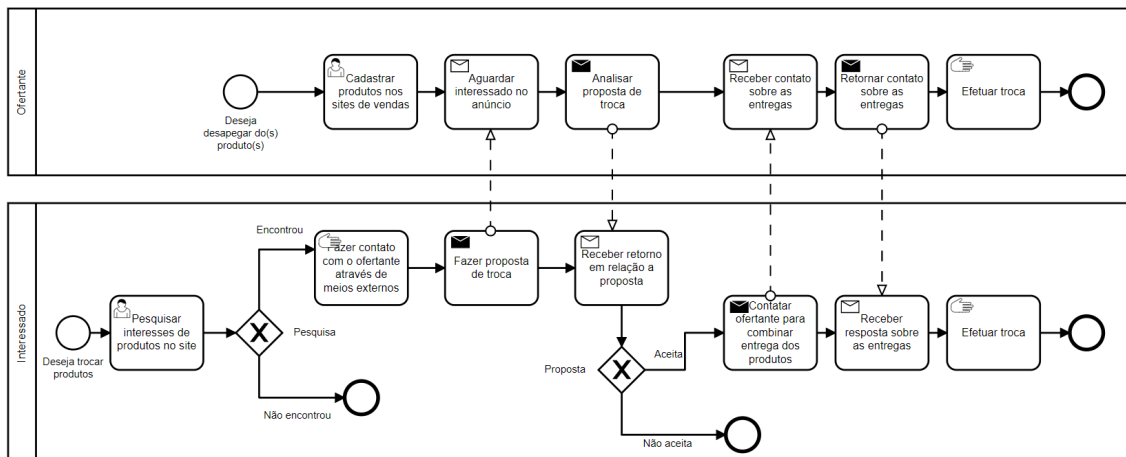 Ofertante
Deseja
desapegar do(s)
produto(s)
Cadastrar
produtos nos
sites de vendas
Aguardar
interessado no
anúncio
Analisar
proposta de
troca
Receber contato
sobre as
entregas
Retornar contato
sobre as
entregas
Efetuar troca
Interessado
Deseja trocar
produtos
Pesquisar
interesses de
produtos no site
Pesquisa
Encontrou
Não encontrou
Fazer contato
com o ofertante
através de
meios externos
Fazer proposta
de troca
Receber retorno
em relação a
proposta
Proposta
Aceita
Não aceita
Contatar
ofertante para
combinar
entrega dos
produtos
Receber
resposta sobre
as entregas
Efetuar troca